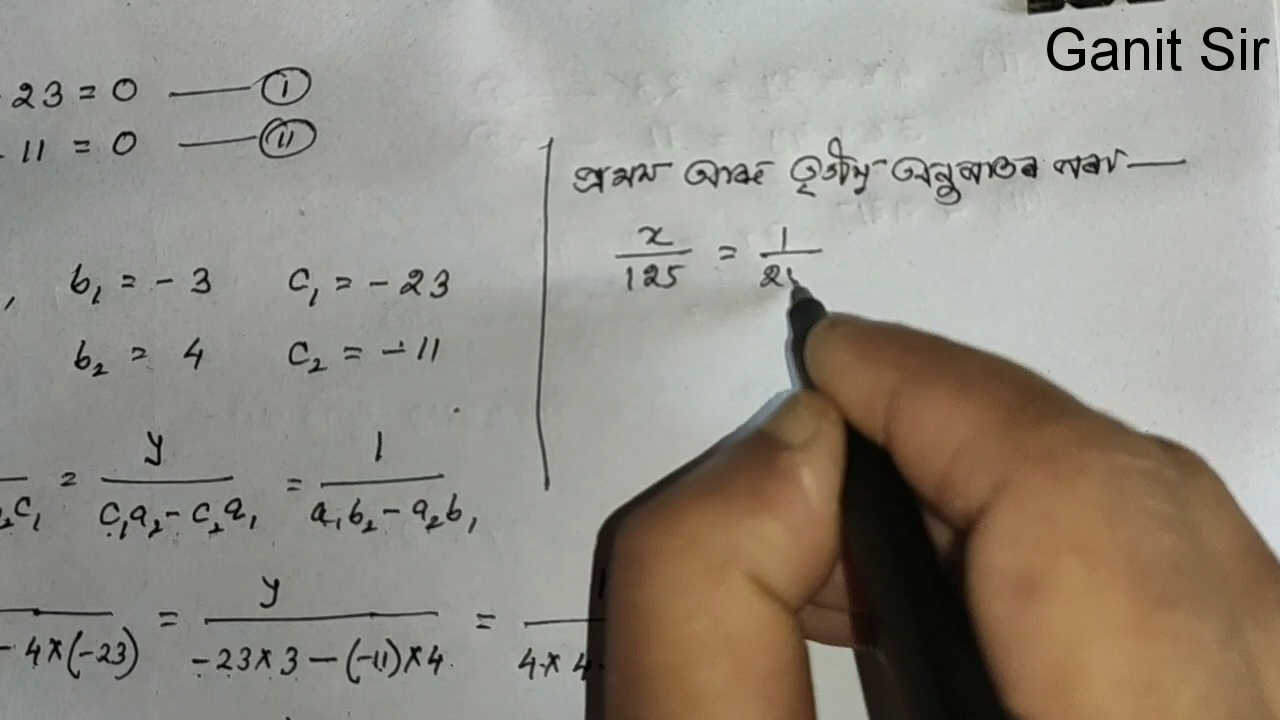 Ganit Sir
23 = 0 —— (I)
11 = 0 —— (II)
, b₁ = - 3 c₁ = - 23
b₂ = 4 c₂ = - 11
₂c₁ = y/(c₁a₂ - c₂a₁) = 1/(a₁b₂ - a₂b₁)
- 4×(-23) = y/(-23×3 - (-11)×4) = 4×4
প্ৰথম আৰু তৃতীয় অনুপাতৰ পৰা —
x/125 = 1/2